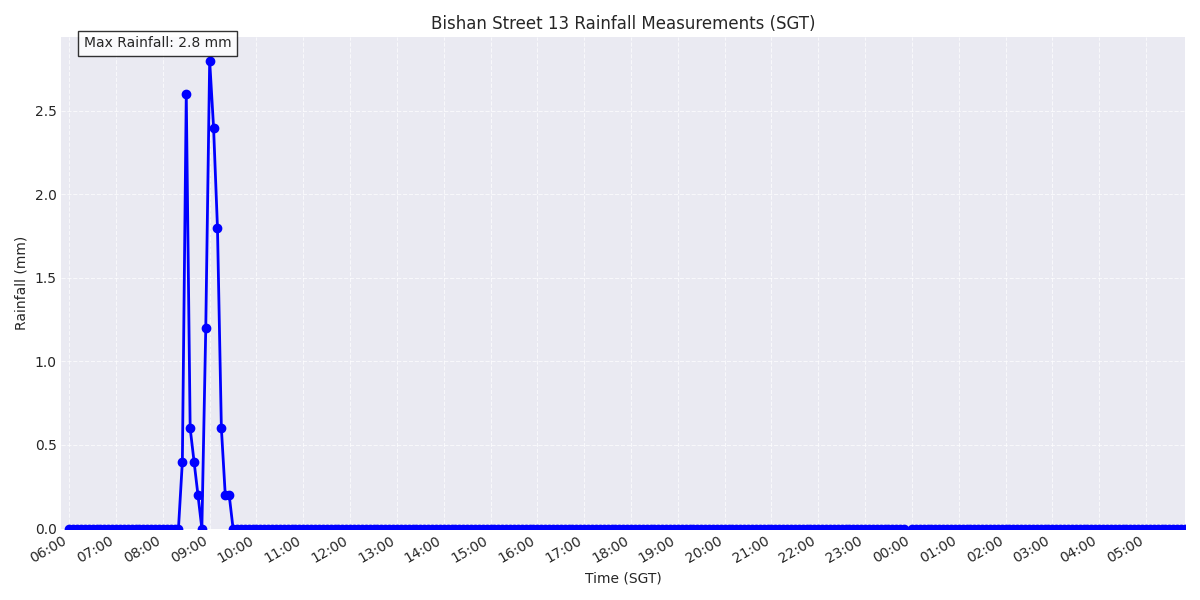 Bishan Street 13 Rainfall Measurements (SGT)
Max Rainfall: 2.8 mm
Rainfall (mm)
2.5
2.0
1.5
1.0
0.5
0.0
06:00 07:00 08:00 09:00 10:00 11:00 12:00 13:00 14:00 15:00 16:00 17:00 18:00 19:00 20:00 21:00 22:00 23:00 00:00 01:00 02:00 03:00 04:00 05:00
Time (SGT)